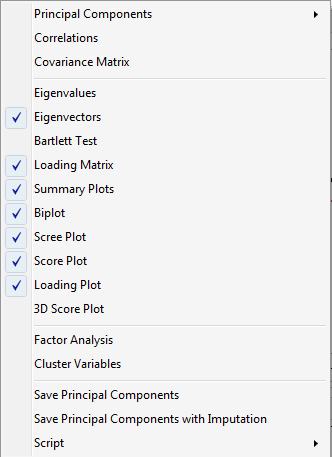 Principal Components
Correlations
Covariance Matrix
Eigenvalues
Eigenvectors
Bartlett Test
Loading Matrix
Summary Plots
Biplot
Scree Plot
Score Plot
Loading Plot
3D Score Plot
Factor Analysis
Cluster Variables
Save Principal Components
Save Principal Components with Imputation
Script